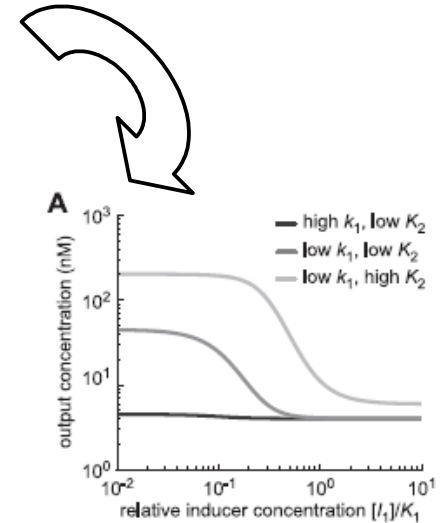 A
10³
high k₁, low K₂
low k₁, low K₂
low k₁, high K₂
10²
10¹
10⁰
output concentration (nM)
10⁻² 10⁻¹ 10⁰ 10¹
relative inducer concentration [I₁]/K₁